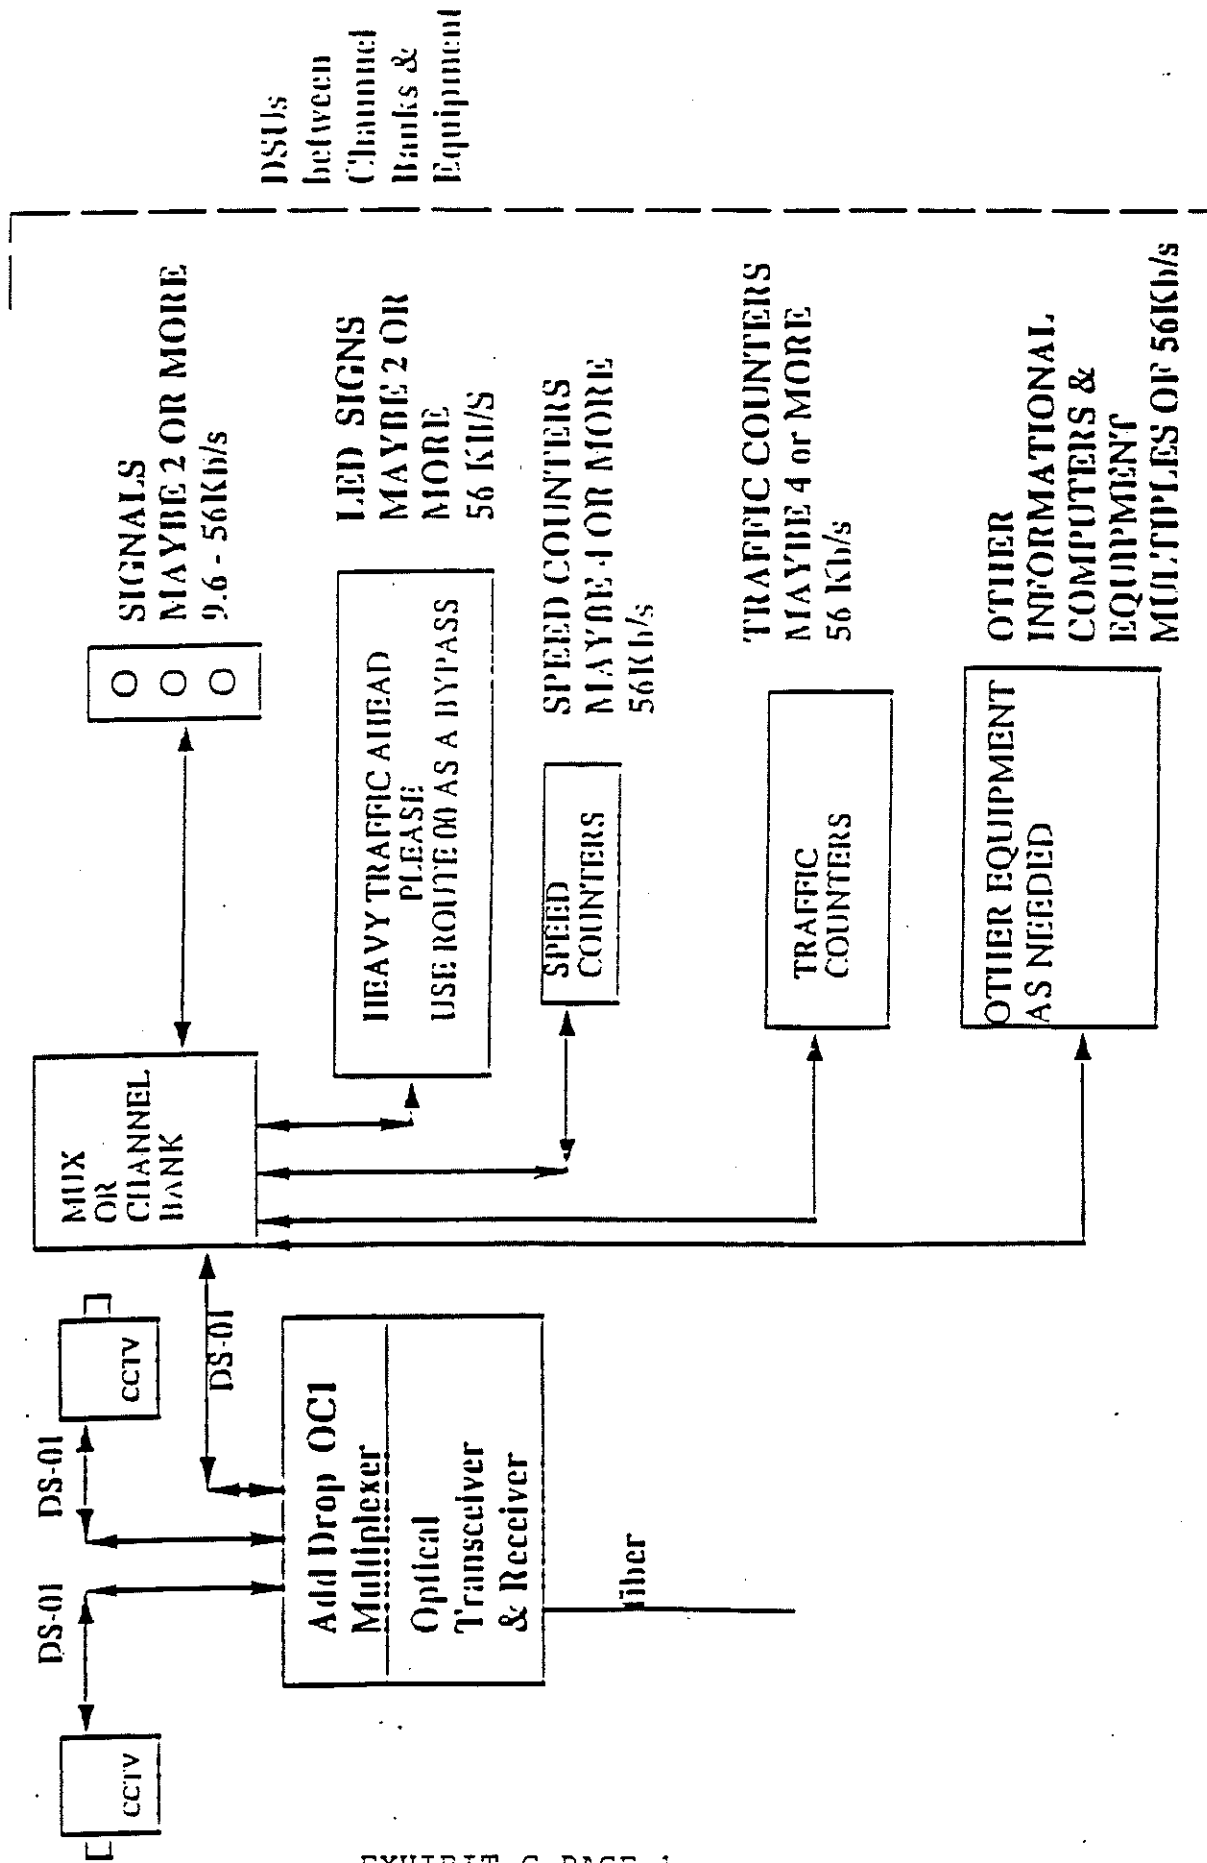 DS-01
DS-01
CCTV
CCTV
DS-01
Add Drop OC1
Multiplexer
Optical
Transceiver
& Receiver
MUX
OR
CHANNEL
BANK
SIGNALS
MAYBE 2 OR MORE
9.6 - 56Kb/s
HEAVY TRAFFIC AHEAD
PLEASE
USE ROUTE 00 AS A BYPASS
LED SIGNS
MAYBE 2 OR
MORE
56 KB/S
SPEED
COUNTERS
SPEED COUNTERS
MAYBE 4 OR MORE
56Kb/s
TRAFFIC
COUNTERS
TRAFFIC COUNTERS
MAYBE 4 or MORE
56 Kb/s
OTHER EQUIPMENT
AS NEEDED
OTHER
INFORMATIONAL
COMPUTERS &
EQUIPMENT
MULTIPLES OF 56Kb/s
DSUs
between
Channel
Banks &
Equipment
EXHIBIT C PAGE 1